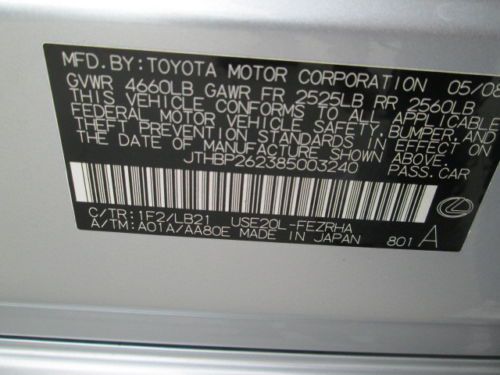 MFD. BY: TOYOTA MOTOR CORPORATION 05/08
GVWR 4660LB GAWR FR 2525LB RR 2560LB
THIS VEHICLE CONFORMS TO ALL APPLICABLE
FEDERAL MOTOR VEHICLE SAFETY, BUMPER, AND
THEFT PREVENTION STANDARDS IN EFFECT ON
THE DATE OF MANUFACTURE SHOWN ABOVE.
JTHBP262385003240 PASS. CAR
C/TR: 1F2/LB21 USE20L-FEZRHA
A/TM: A01A/AA80E MADE IN JAPAN 801 A